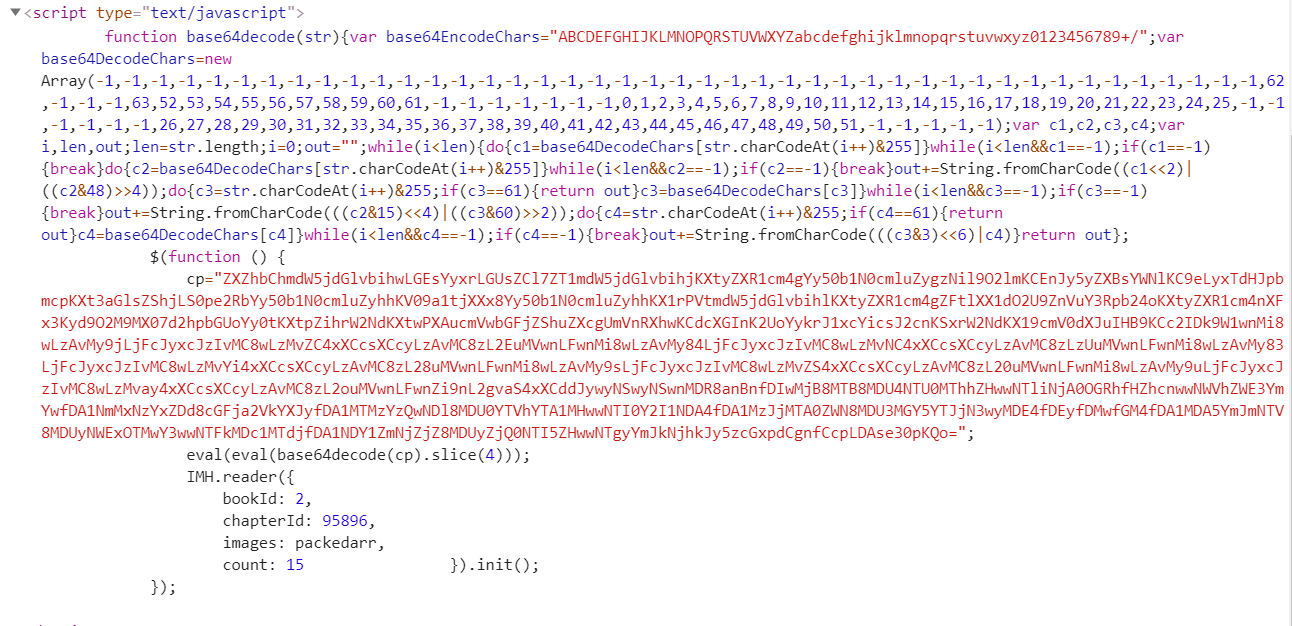 ▼<script type="text/javascript">
function base64decode(str){var base64EncodeChars="ABCDEFGHIJKLMNOPQRSTUVWXYZabcdefghijklmnopqrstuvwxyz0123456789+/";var
base64DecodeChars=new
Array(-1,-1,-1,-1,-1,-1,-1,-1,-1,-1,-1,-1,-1,-1,-1,-1,-1,-1,-1,-1,-1,-1,-1,-1,-1,-1,-1,-1,-1,-1,-1,-1,-1,-1,-1,-1,-1,-1,-1,-1,-1,-1,-1,62
,-1,-1,-1,63,52,53,54,55,56,57,58,59,60,61,-1,-1,-1,-1,-1,-1,-1,0,1,2,3,4,5,6,7,8,9,10,11,12,13,14,15,16,17,18,19,20,21,22,23,24,25,-1,-1
,-1,-1,-1,-1,26,27,28,29,30,31,32,33,34,35,36,37,38,39,40,41,42,43,44,45,46,47,48,49,50,51,-1,-1,-1,-1,-1);var c1,c2,c3,c4;var
i,len,out;len=str.length;i=0;out="";while(i<len){do{c1=base64DecodeChars[str.charCodeAt(i++)&255]}while(i<len&&c1==-1);if(c1==-1)
{break}do{c2=base64DecodeChars[str.charCodeAt(i++)&255]}while(i<len&&c2==-1);if(c2==-1){break}out+=String.fromCharCode((c1<<2)|
((c2&48)>>4));do{c3=str.charCodeAt(i++)&255;if(c3==61){return out}c3=base64DecodeChars[c3]}while(i<len&&c3==-1);if(c3==-1)
{break}out+=String.fromCharCode(((c2&15)<<4)|((c3&60)>>2));do{c4=str.charCodeAt(i++)&255;if(c4==61){return
out}c4=base64DecodeChars[c4]}while(i<len&&c4==-1);if(c4==-1){break}out+=String.fromCharCode(((c3&3)<<6)|c4)}return out};
$(function () {
cp="ZXZhbChmdW5jdGlvbihwLGEsYyxrLGUsZCl7ZT1mdW5jdGlvbihjKXtyZXR1cm4gYy50b1N0cmluZygzNil9O2lmKCEnJy5yZXBsYWNlKC9eLyxTdHJpb
mcpKXt3aGlsZShjLS0pe2RbYy50b1N0cmluZyhhKV09a1tjXXx8Yy50b1N0cmluZyhhKX1rPVtmdW5jdGlvbihlKXtyZXR1cm4gZFtlXX1dO2U9ZnVuY3Rpb24oKXtyZXR1cm4nXF
x3Kyd9O2M9MX07d2hpbGUoYy0tKXtpZihrW2NdKXtwPXAucmVwbGFjZShuZXcgUmVnRXhwKCdcXGInK2UoYykrJ1xcYicsJ2cnKSxrW2NdKX19cmV0dXJuIHB9KCc2IDk9W1wnMi8
wLzAvMy9jLjFcJyxcJzIvMC8wLzMvZC4xXCcsXCcyLzAvMC8zL2EuMVwnLFwnMi8wLzAvMy84LjFcJyxcJzIvMC8wLzMvNC4xXCcsXCcyLzAvMC8zLzUuMVwnLFwnMi8wLzAvMy83
LjFcJyxcJzIvMC8wLzMvYi4xXCcsXCcyLzAvMC8zL28uMVwnLFwnMi8wLzAvMy9sLjFcJyxcJzIvMC8wLzMvZS4xXCcsXCcyLzAvMC8zL20uMVwnLFwnMi8wLzAvMy9uLjFcJyxcJ
zIvMC8wLzMvay4xXCcsXCcyLzAvMC8zL2ouMVwnLFwnZi9nL2gvaS4xXCddJywyNSwyNSwnMDR8anBnfDIwMjB8MTB8MDU4NTU0MThhZHwwNTliNjA0OGRhfHZhcnwwNWVhZWE3Ym
YwfDA1NmMxNzYxZDd8cGFja2VkYXJyfDA1MTMzYzQwNDl8MDU0YTVhYTA1MHwwNTI0Y2I1NDA4fDA1MzJjMTA0ZWN8MDU3MGY5YTJjN3wyMDE4fDEyfDMwfGM4fDA1MDA5YmJmNTV
8MDUyNWExOTMwY3wwNTFkMDc1MTdjfDA1NDY1ZmNjZjZ8MDUyZjQ0NTI5ZHwwNTgyYmJkNjhkJy5zcGxpdCgnfCcpLDAse30pKQo=";
eval(eval(base64decode(cp).slice(4)));
IMH.reader({
bookId: 2,
chapterId: 95896,
images: packedarr,
count: 15 }).init();
});